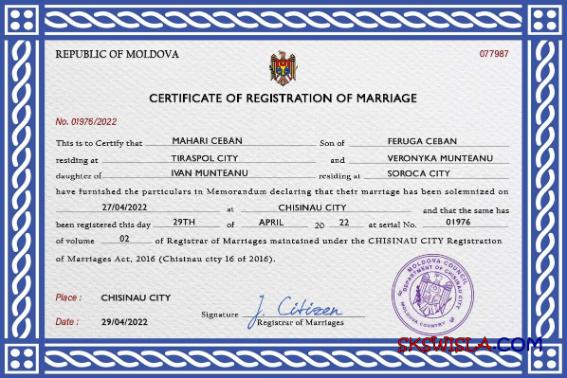 REPUBLIC OF MOLDOVA 077987
CERTIFICATE OF REGISTRATION OF MARRIAGE
No. 01976/2022
This is to Certify that MAHARI CEBAN Son of FERUGA CEBAN
residing at TIRASPOL CITY and VERONYKA MUNTEANU
daughter of IVAN MUNTEANU residing at SOROCA CITY
have furnished the particulars in Memorandum declaring that their marriage has been solemnized on
27/04/2022 at CHISINAU CITY and that the same has
been registered this day 29TH of APRIL 20 22 at serial No. 01976
of volume 02 of Registrar of Marriages maintained under the CHISINAU CITY Registration
of Marriages Act, 2016 (Chisinau city 16 of 2016).
MOLDOVA COUNCIL
DEPARTMENT OF CHISINAU CITY
MOLDOVA COUNTRY
Place : CHISINAU CITY
Signature J. Citizen
Date : 29/04/2022 Registrar of Marriages
SKSWISLA.COM